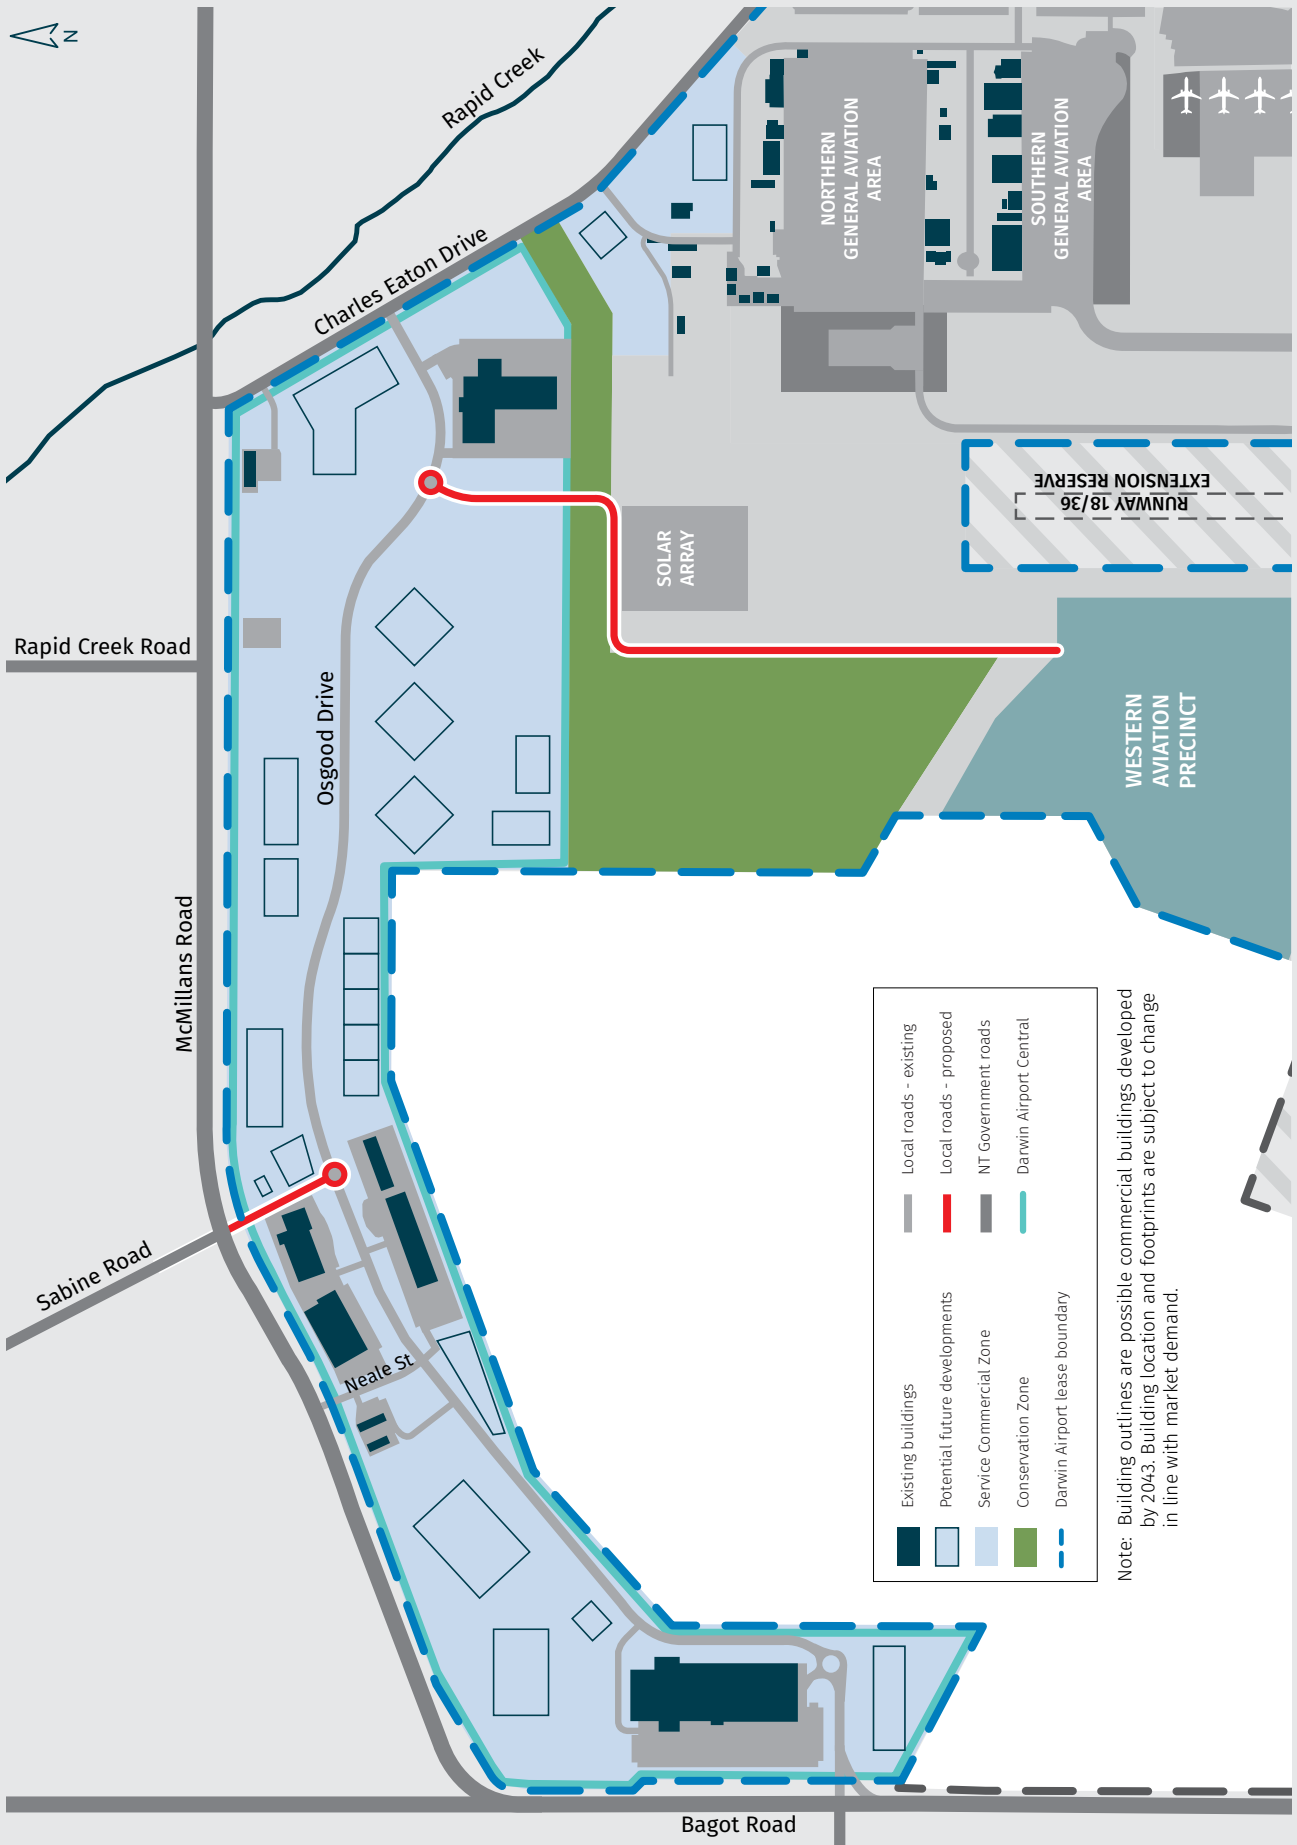 N
Rapid Creek
Charles Eaton Drive
NORTHERN
GENERAL AVIATION
AREA
SOUTHERN
GENERAL AVIATION
AREA
RUNWAY 18/36
EXTENSION RESERVE
SOLAR
ARRAY
Rapid Creek Road
Osgood Drive
WESTERN
AVIATION
PRECINCT
McMillans Road
Sabine Road
Neale St
Bagot Road
Existing buildings
Potential future developments
Service Commercial Zone
Conservation Zone
Darwin Airport lease boundary
Local roads - existing
Local roads - proposed
NT Government roads
Darwin Airport Central
Note: Building outlines are possible commercial buildings developed
by 2043. Building location and footprints are subject to change
in line with market demand.